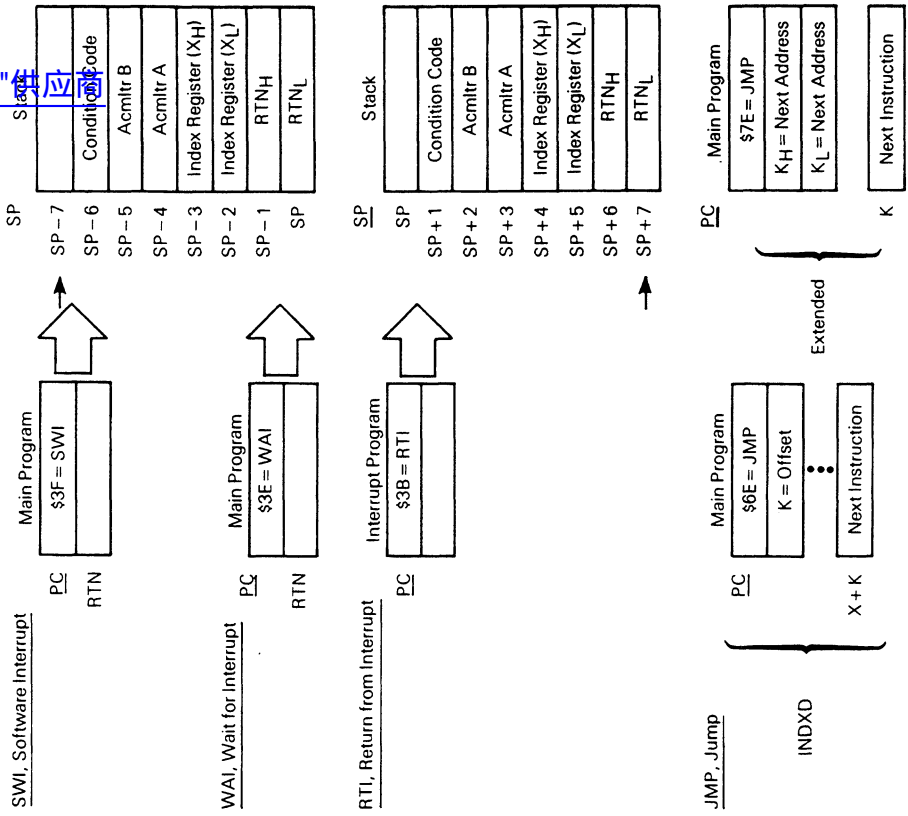 "供应商
SWI, Software Interrupt
Main Program
PC
$3F = SWI
RTN
SP
Stack
SP − 7
SP − 6
Condition Code
SP − 5
Acmltr B
SP − 4
Acmltr A
SP − 3
Index Register (XH)
SP − 2
Index Register (XL)
SP − 1
RTNH
SP
RTNL
WAI, Wait for Interrupt
Main Program
PC
$3E = WAI
RTN
RTI, Return from Interrupt
Interrupt Program
PC
$3B = RTI
SP
Stack
SP
SP + 1
Condition Code
SP + 2
Acmltr B
SP + 3
Acmltr A
SP + 4
Index Register (XH)
SP + 5
Index Register (XL)
SP + 6
RTNH
SP + 7
RTNL
JMP, Jump
INDXD
Main Program
PC
$6E = JMP
K = Offset
X + K
Next Instruction
Extended
Main Program
PC
$7E = JMP
KH = Next Address
KL = Next Address
K
Next Instruction